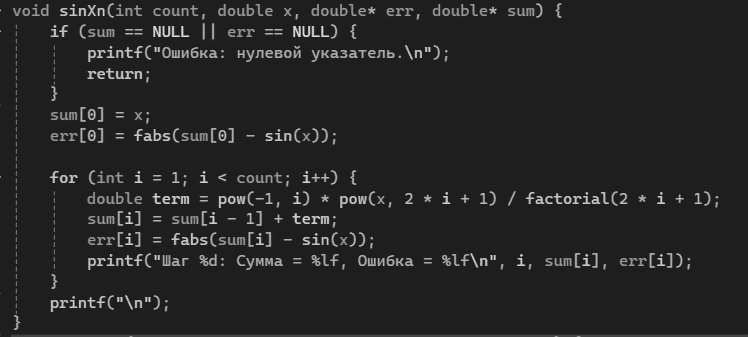 void sinXn(int count, double x, double* err, double* sum) {
if (sum == NULL || err == NULL) {
printf("Ошибка: нулевой указатель.\n");
return;
}
sum[0] = x;
err[0] = fabs(sum[0] - sin(x));
for (int i = 1; i < count; i++) {
double term = pow(-1, i) * pow(x, 2 * i + 1) / factorial(2 * i + 1);
sum[i] = sum[i - 1] + term;
err[i] = fabs(sum[i] - sin(x));
printf("Шаг %d: Сумма = %lf, Ошибка = %lf\n", i, sum[i], err[i]);
}
printf("\n");
}